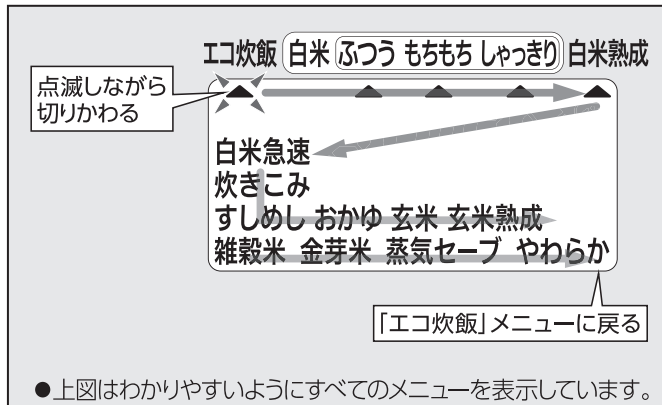 エコ炊飯 白米 ふつう もちもち しゃっきり 白米熟成
点滅しながら
切りかわる
白米急速
炊きこみ
すしめし おかゆ 玄米 玄米熟成
雑穀米 金芽米 蒸気セーブ やわらか
「エコ炊飯」メニューに戻る
●上図はわかりやすいようにすべてのメニューを表示しています。